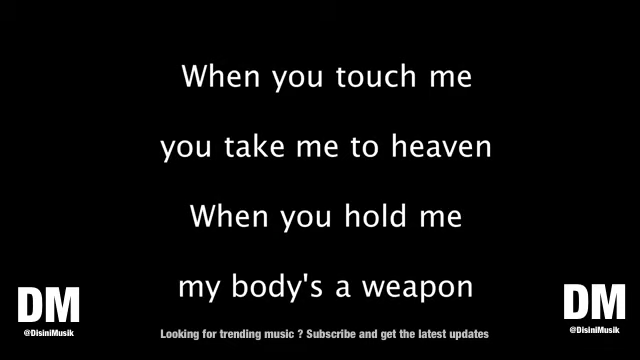 When you touch me
you take me to heaven
When you hold me
my body's a weapon
DM
@DisiniMusik
DM
@DisiniMusik
Looking for trending music ? Subscribe and get the latest updates